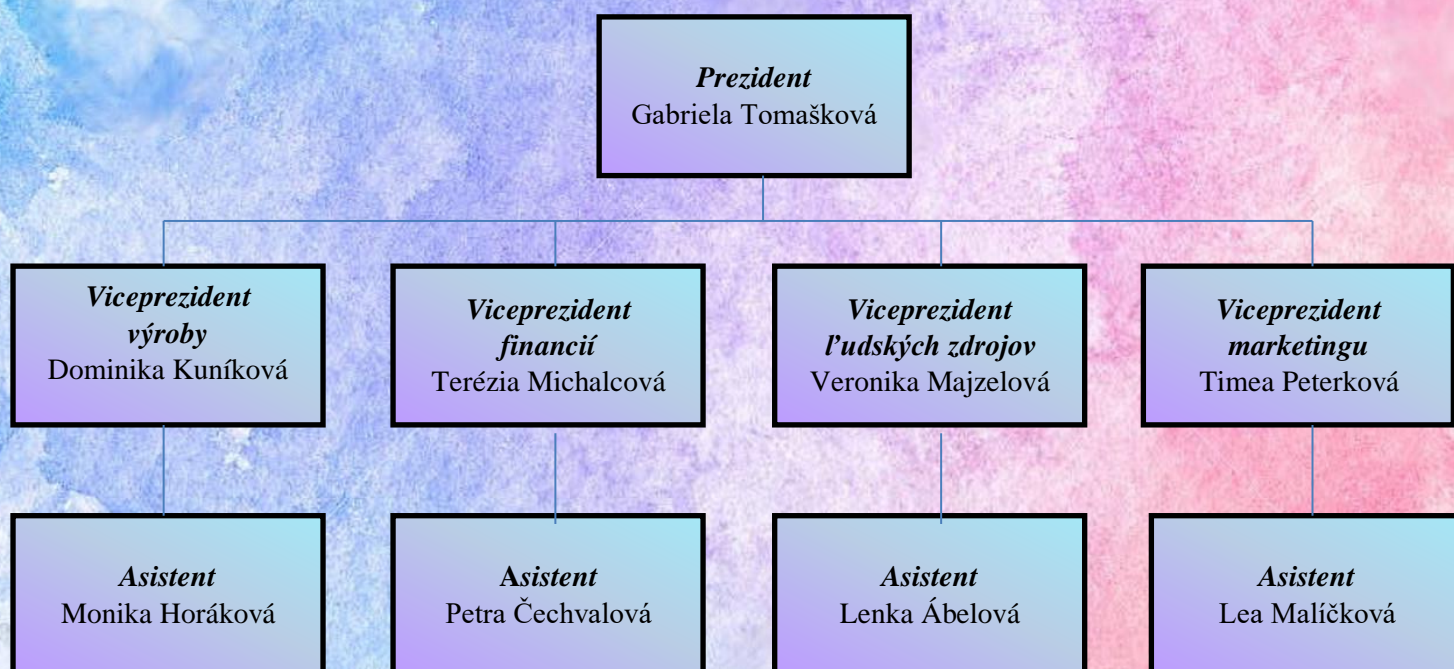 Prezident
Gabriela Tomašková
Viceprezident
výroby
Dominika Kuníková
Viceprezident
financií
Terézia Michalcová
Viceprezident
ľudských zdrojov
Veronika Majzelová
Viceprezident
marketingu
Timea Peterková
Asistent
Monika Horáková
Asistent
Petra Čechvalová
Asistent
Lenka Ábelová
Asistent
Lea Malíčková